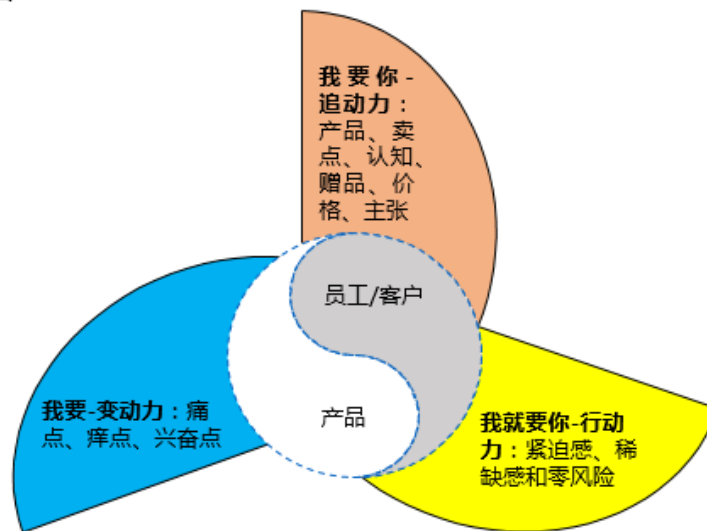 我要你-
追动力：
产品、卖
点、认知、
赠品、价
格、主张
员工/客户
产品
我要-变动力：痛
点、痒点、兴奋点
我就要你-行动
力：紧迫感、稀
缺感和零风险